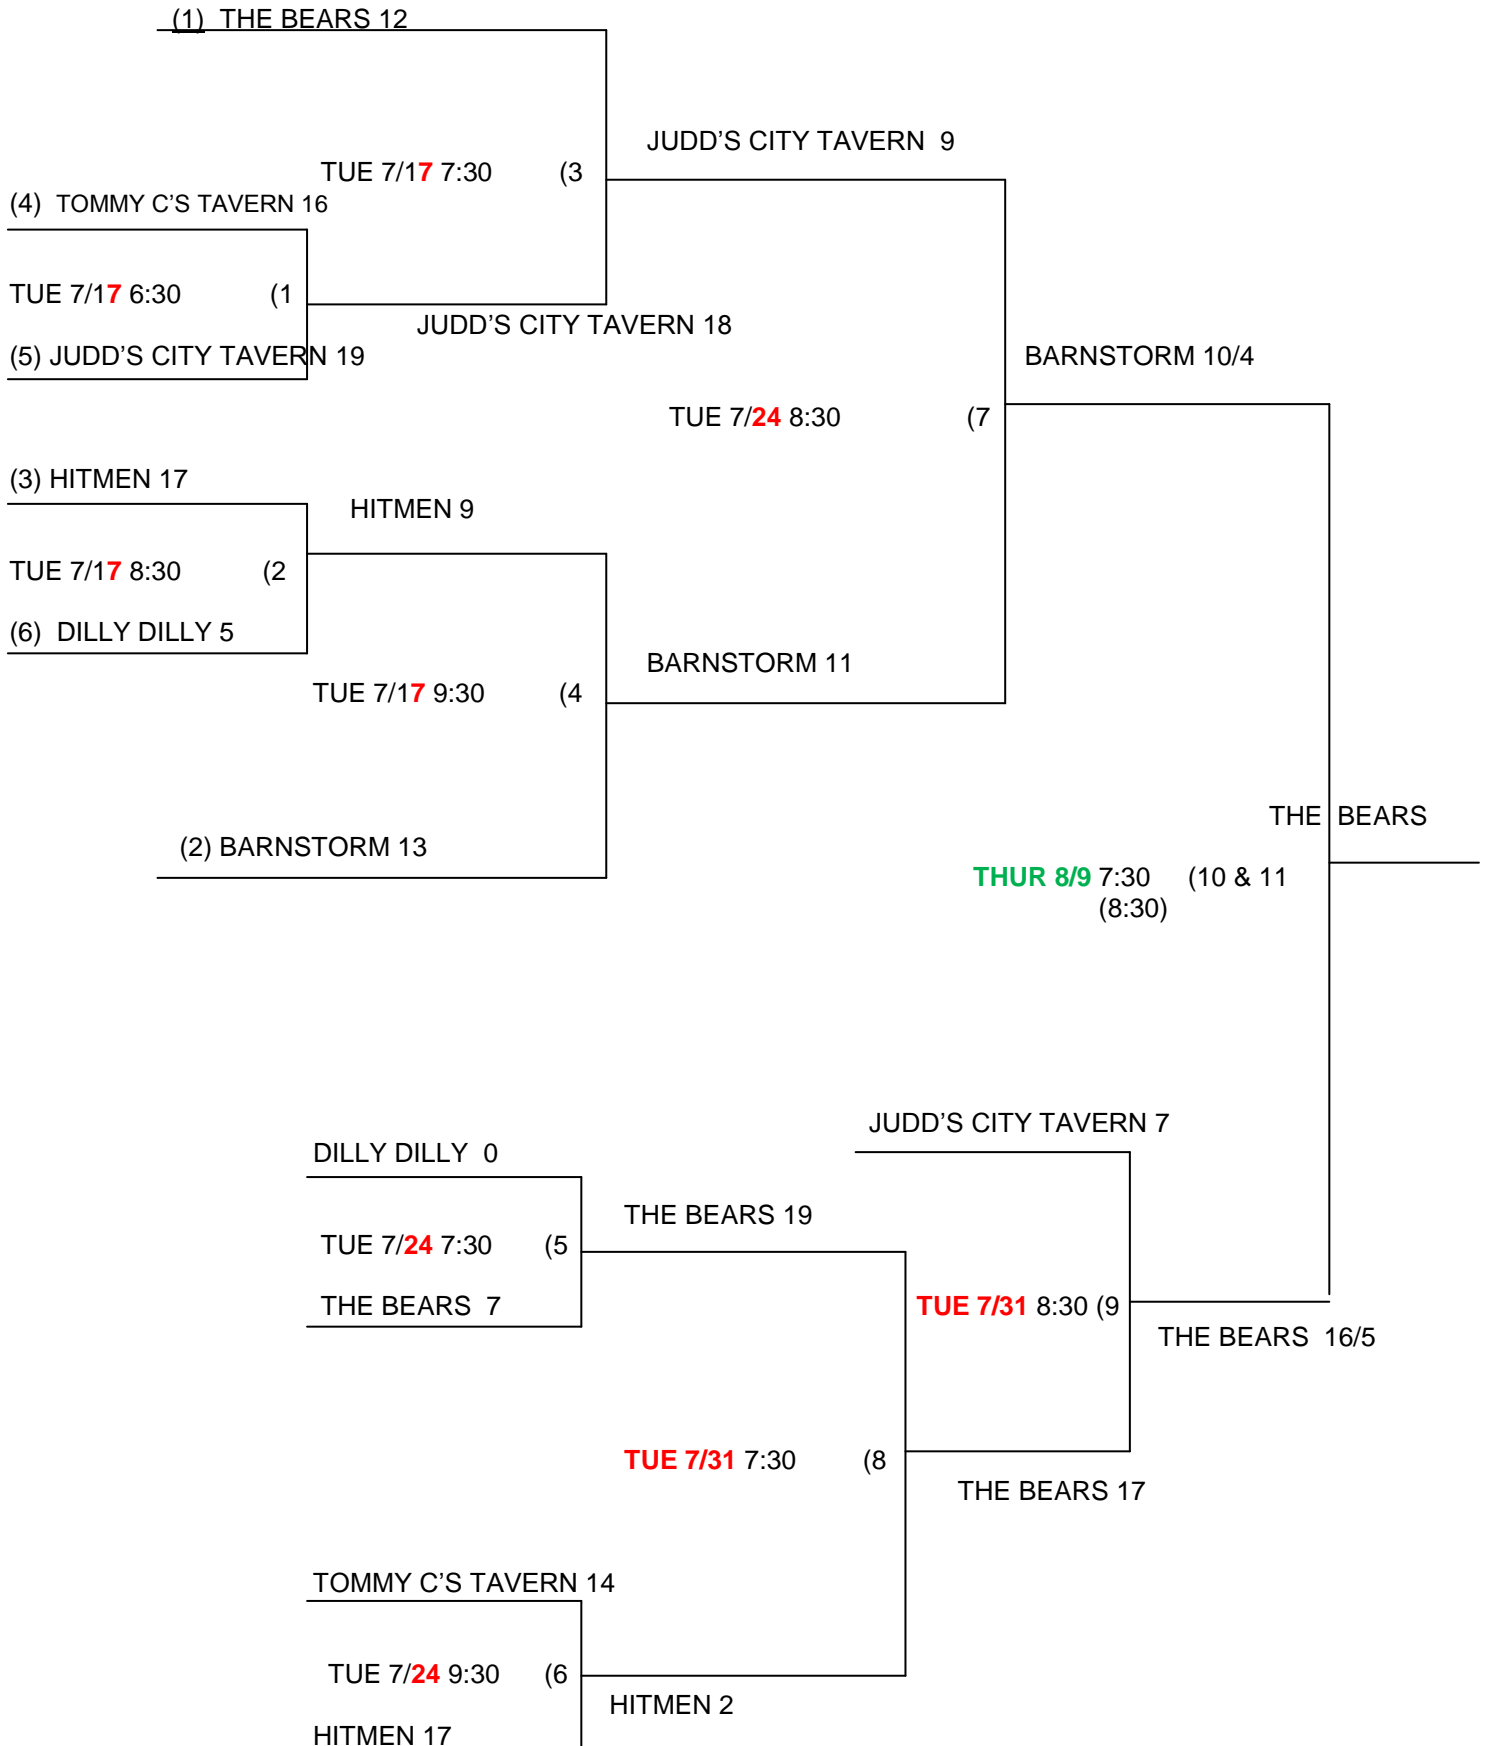 (1) THE BEARS 12
JUDD'S CITY TAVERN 9
TUE 7/17 7:30 (3
(4) TOMMY C'S TAVERN 16
TUE 7/17 6:30 (1
JUDD'S CITY TAVERN 18
(5) JUDD'S CITY TAVERN 19
BARNSTORM 10/4
TUE 7/24 8:30 (7
(3) HITMEN 17
HITMEN 9
TUE 7/17 8:30 (2
(6) DILLY DILLY 5
BARNSTORM 11
TUE 7/17 9:30 (4
THE BEARS
(2) BARNSTORM 13
THUR 8/9 7:30 (10 & 11
(8:30)
JUDD'S CITY TAVERN 7
DILLY DILLY 0
THE BEARS 19
TUE 7/24 7:30 (5
THE BEARS 7
TUE 7/31 8:30 (9
THE BEARS 16/5
TUE 7/31 7:30 (8
THE BEARS 17
TOMMY C'S TAVERN 14
TUE 7/24 9:30 (6
HITMEN 2
HITMEN 17